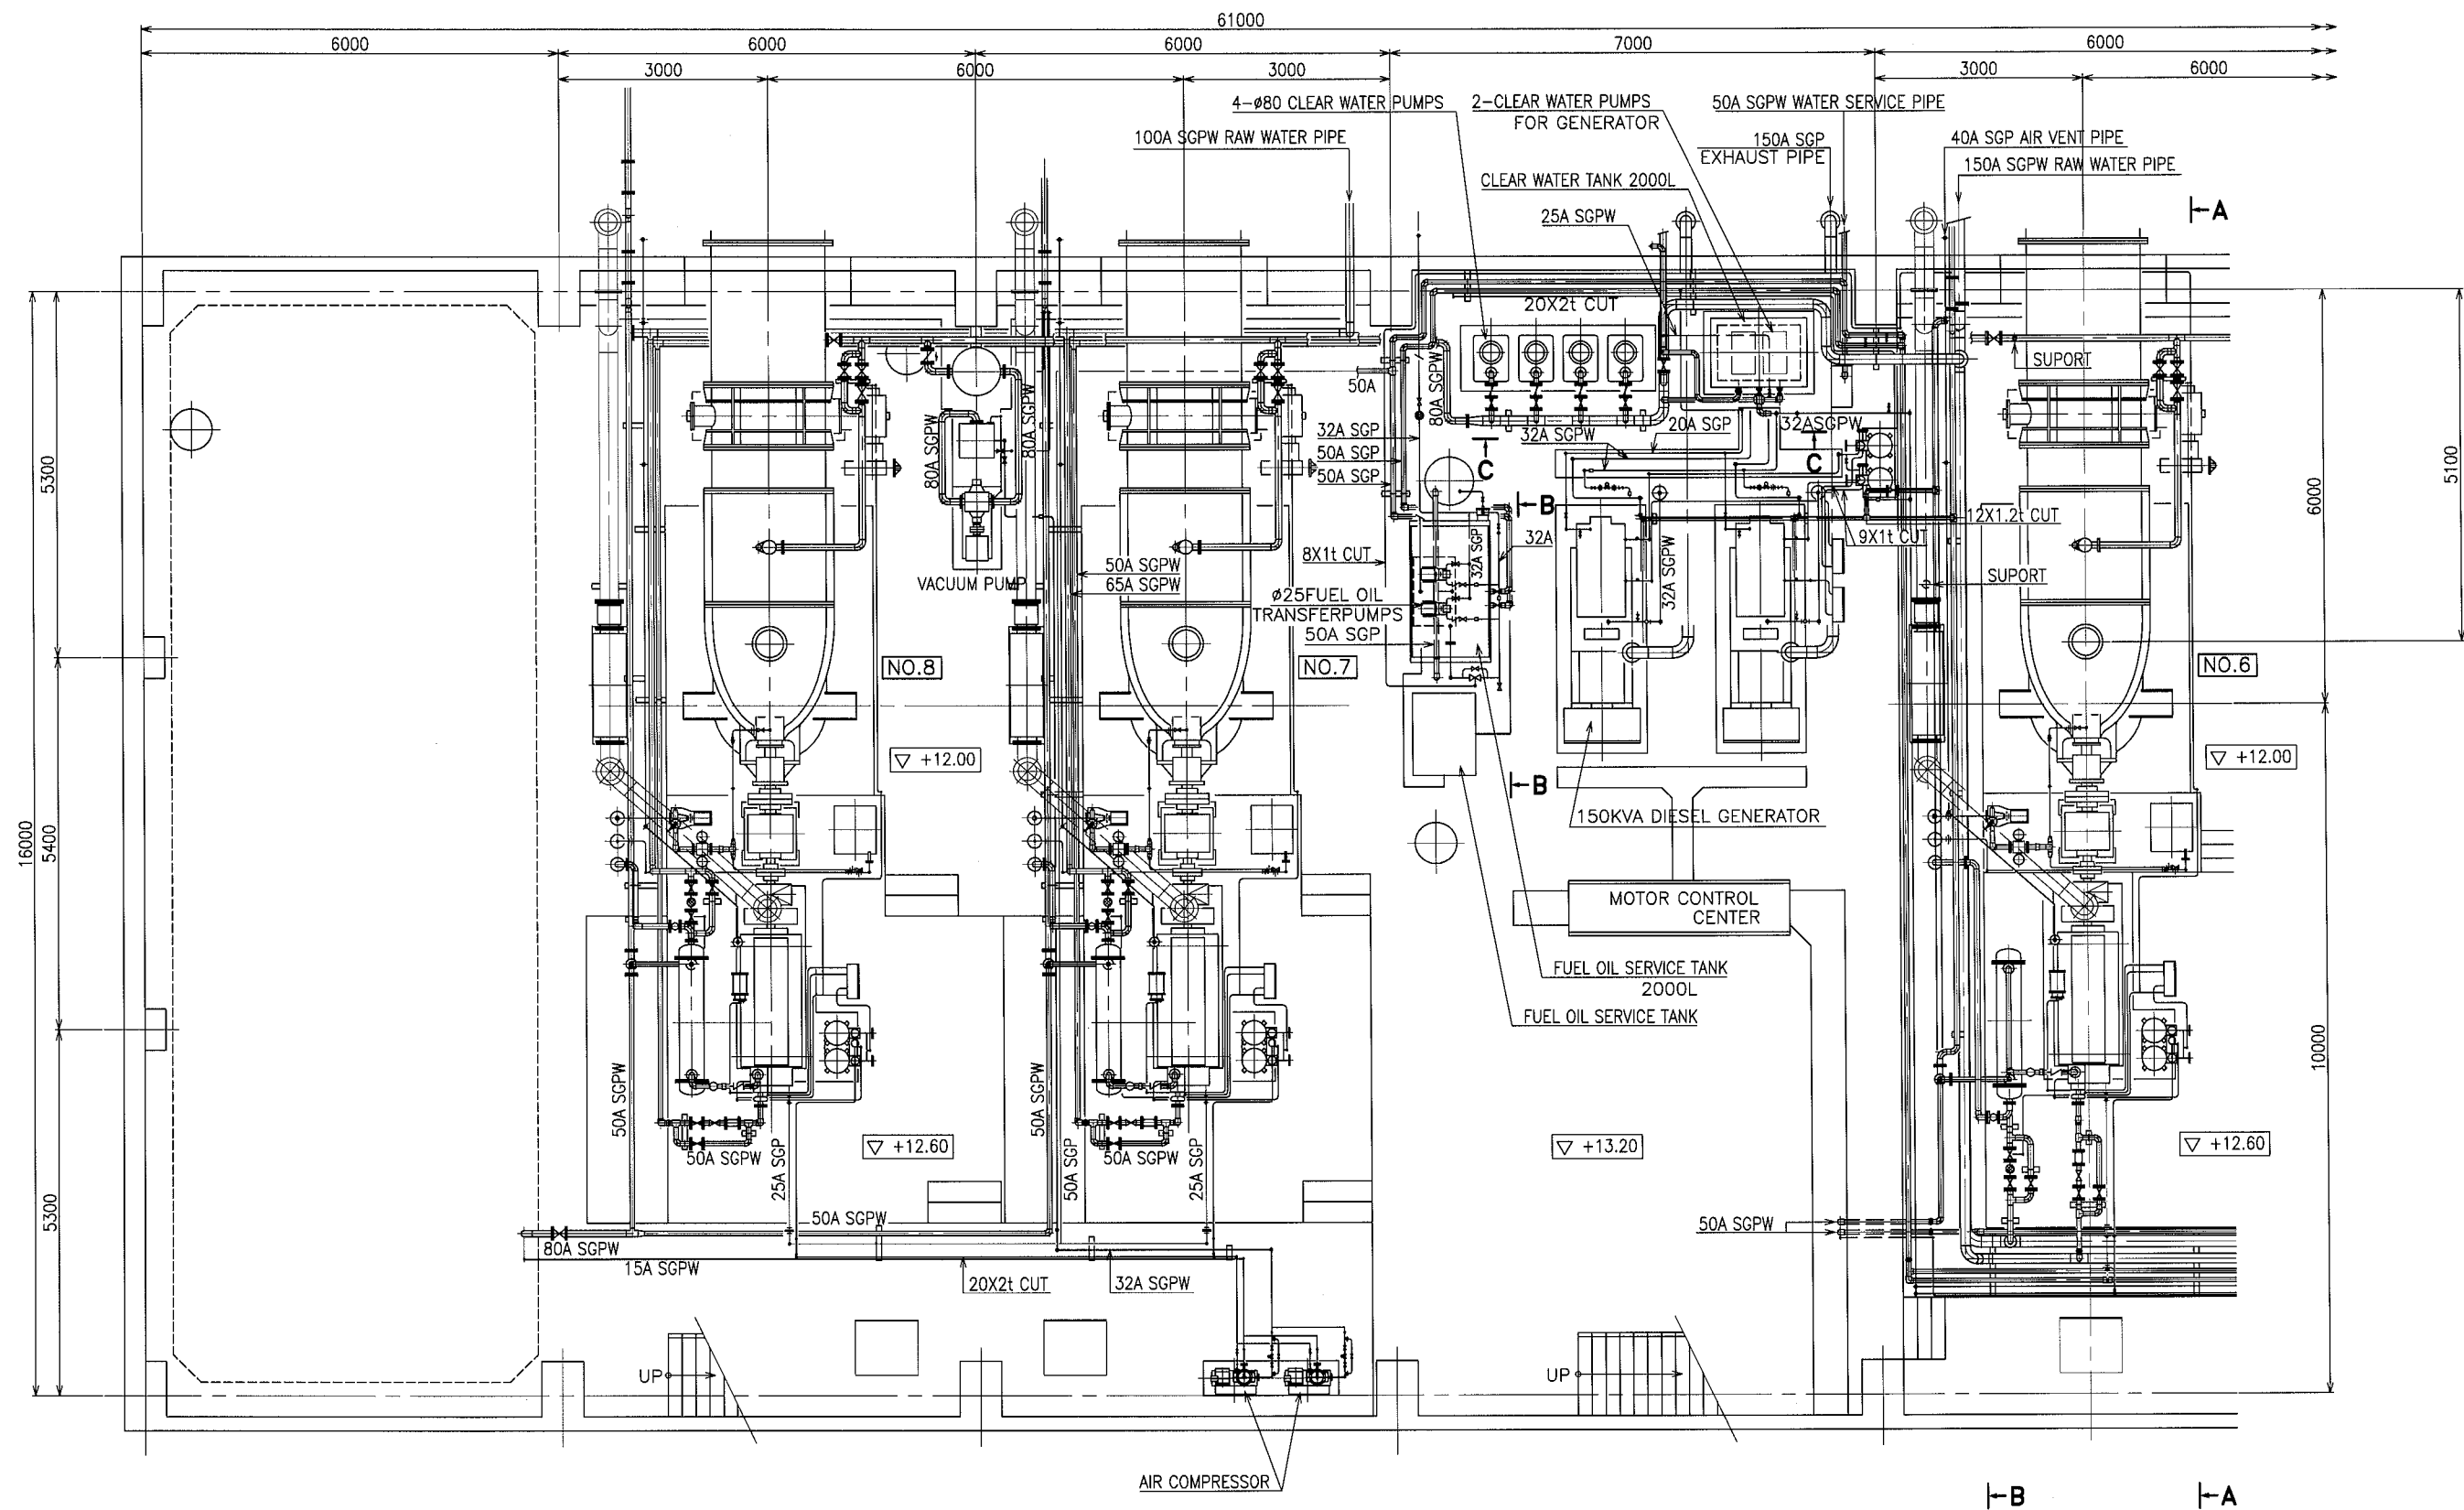 61000
6000
6000
6000
7000
6000
3000
6000
3000
3000
6000
4-ø80 CLEAR WATER PUMPS
2-CLEAR WATER PUMPS
FOR GENERATOR
50A SGPW WATER SERVICE PIPE
100A SGPW RAW WATER PIPE
150A SGP
EXHAUST PIPE
40A SGP AIR VENT PIPE
150A SGPW RAW WATER PIPE
CLEAR WATER TANK 2000L
25A SGPW
A
20X2t CUT
SUPORT
50A
80A SGPW
80A SGPW
80A SGPW
32A SGP
50A SGP
50A SGP
32A SGPW
20A SGP
32ASGPW
C
C
B
5300
6000
5100
12X1.2t CUT
9X1t CUT
8X1t CUT
32A SGP
32A
32A SGPW
VACUUM PUMP
50A SGPW
65A SGPW
SUPORT
ø25FUEL OIL
TRANSFERPUMPS
50A SGP
NO.8
NO.7
NO.6
▽ +12.00
▽ +12.00
B
150KVA DIESEL GENERATOR
16000
5400
MOTOR CONTROL
CENTER
FUEL OIL SERVICE TANK
2000L
FUEL OIL SERVICE TANK
10000
50A SGPW
50A SGPW
50A SGPW
25A SGP
50A SGP
50A SGPW
25A SGP
▽ +12.60
▽ +13.20
▽ +12.60
5300
50A SGPW
50A SGPW
80A SGPW
15A SGPW
20X2t CUT
32A SGPW
UP
UP
AIR COMPRESSOR
B
A